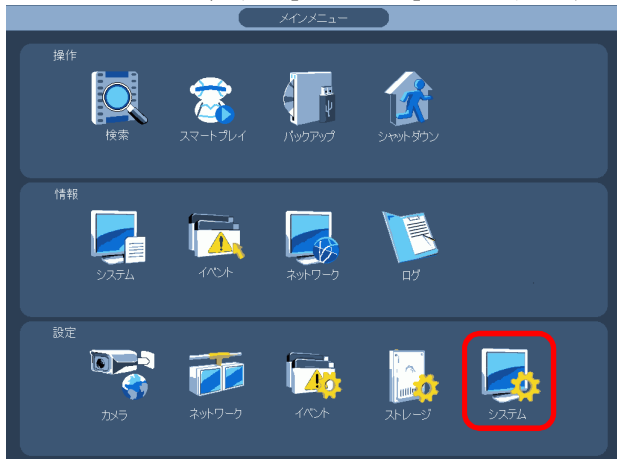 メインメニュー
操作
検索
スマートプレイ
バックアップ
シャットダウン
情報
システム
イベント
ネットワーク
ログ
設定
カメラ
ネットワーク
イベント
ストレージ
システム